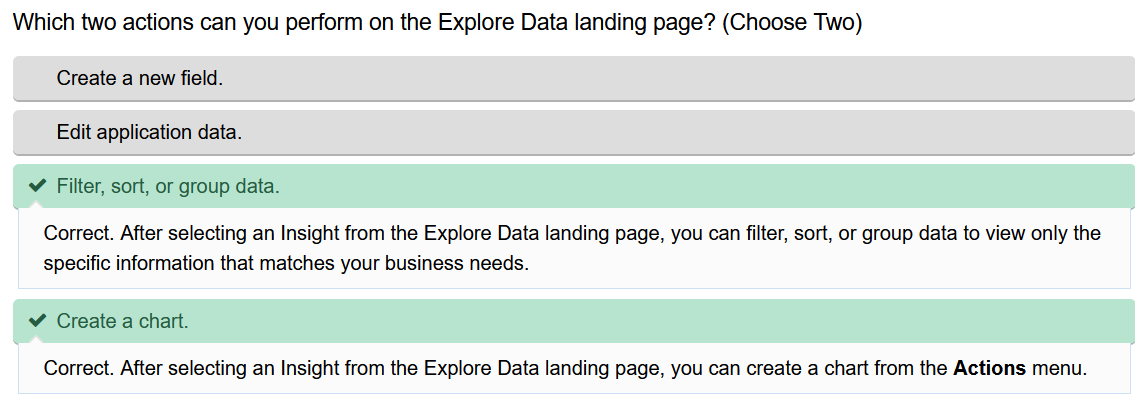 Which two actions can you perform on the Explore Data landing page? (Choose Two)
Create a new field.
Edit application data.
Filter, sort, or group data.
Correct. After selecting an Insight from the Explore Data landing page, you can filter, sort, or group data to view only the
specific information that matches your business needs.
Create a chart.
Correct. After selecting an Insight from the Explore Data landing page, you can create a chart from the Actions menu.